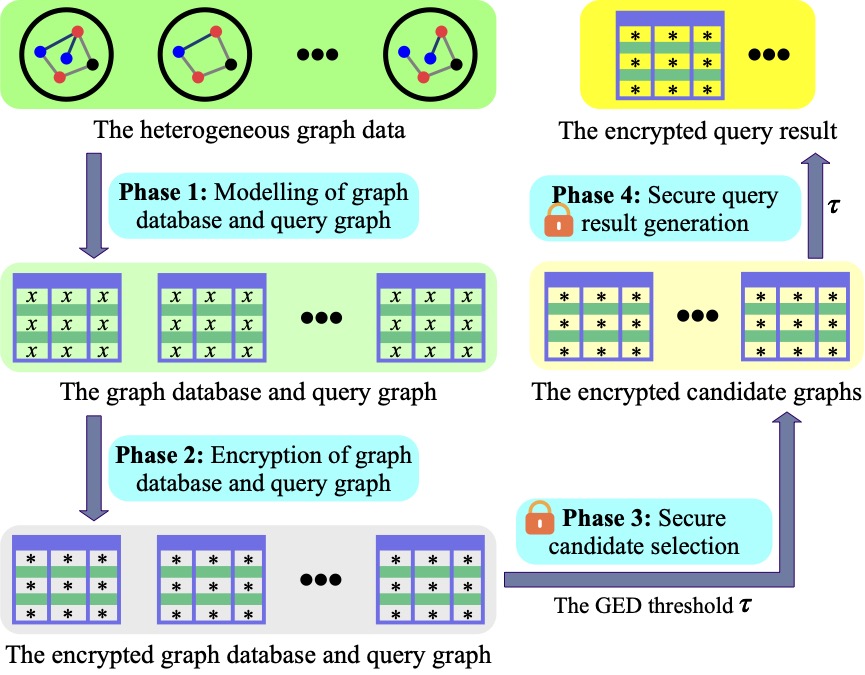 The heterogeneous graph data
Phase 1: Modelling of graph
database and query graph
x x x x x x x x x
x x x x x x x x x
x x x x x x x x x
The graph database and query graph
Phase 2: Encryption of graph
database and query graph
* * * * * * * * *
* * * * * * * * *
* * * * * * * * *
The encrypted graph database and query graph
Phase 3: Secure
candidate selection
The GED threshold τ
* * * * * *
* * * * * *
* * * * * *
The encrypted candidate graphs
Phase 4: Secure query
result generation
τ
* * *
* * *
* * *
The encrypted query result